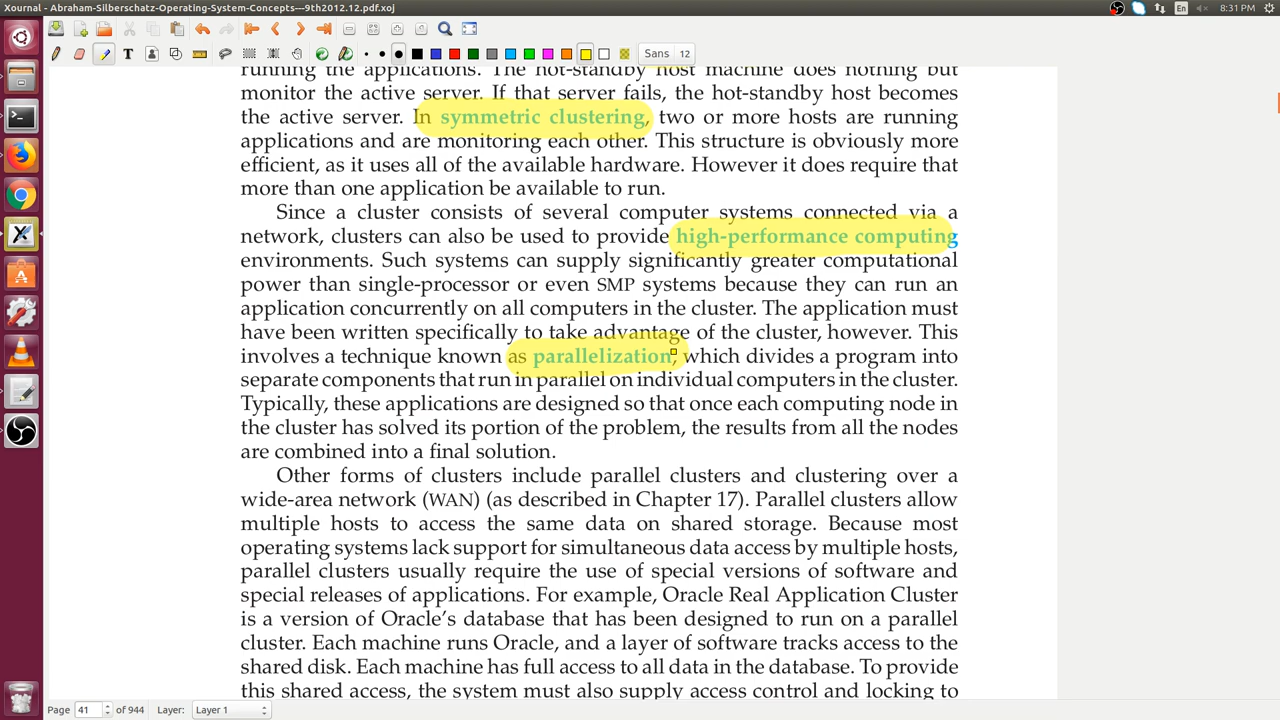 Xournal - Abraham-Silberschatz-Operating-System-Concepts---9th2012.12.pdf.xoj
En
8:31 PM
Sans 12
running the applications. The hot-standby host machine does nothing but
monitor the active server. If that server fails, the hot-standby host becomes
the active server. In symmetric clustering, two or more hosts are running
applications and are monitoring each other. This structure is obviously more
efficient, as it uses all of the available hardware. However it does require that
more than one application be available to run.
Since a cluster consists of several computer systems connected via a
network, clusters can also be used to provide high-performance computing
environments. Such systems can supply significantly greater computational
power than single-processor or even SMP systems because they can run an
application concurrently on all computers in the cluster. The application must
have been written specifically to take advantage of the cluster, however. This
involves a technique known as parallelization, which divides a program into
separate components that run in parallel on individual computers in the cluster.
Typically, these applications are designed so that once each computing node in
the cluster has solved its portion of the problem, the results from all the nodes
are combined into a final solution.
Other forms of clusters include parallel clusters and clustering over a
wide-area network (WAN) (as described in Chapter 17). Parallel clusters allow
multiple hosts to access the same data on shared storage. Because most
operating systems lack support for simultaneous data access by multiple hosts,
parallel clusters usually require the use of special versions of software and
special releases of applications. For example, Oracle Real Application Cluster
is a version of Oracle's database that has been designed to run on a parallel
cluster. Each machine runs Oracle, and a layer of software tracks access to the
shared disk. Each machine has full access to all data in the database. To provide
this shared access, the system must also supply access control and locking to
Page 41 of 944 Layer: Layer 1